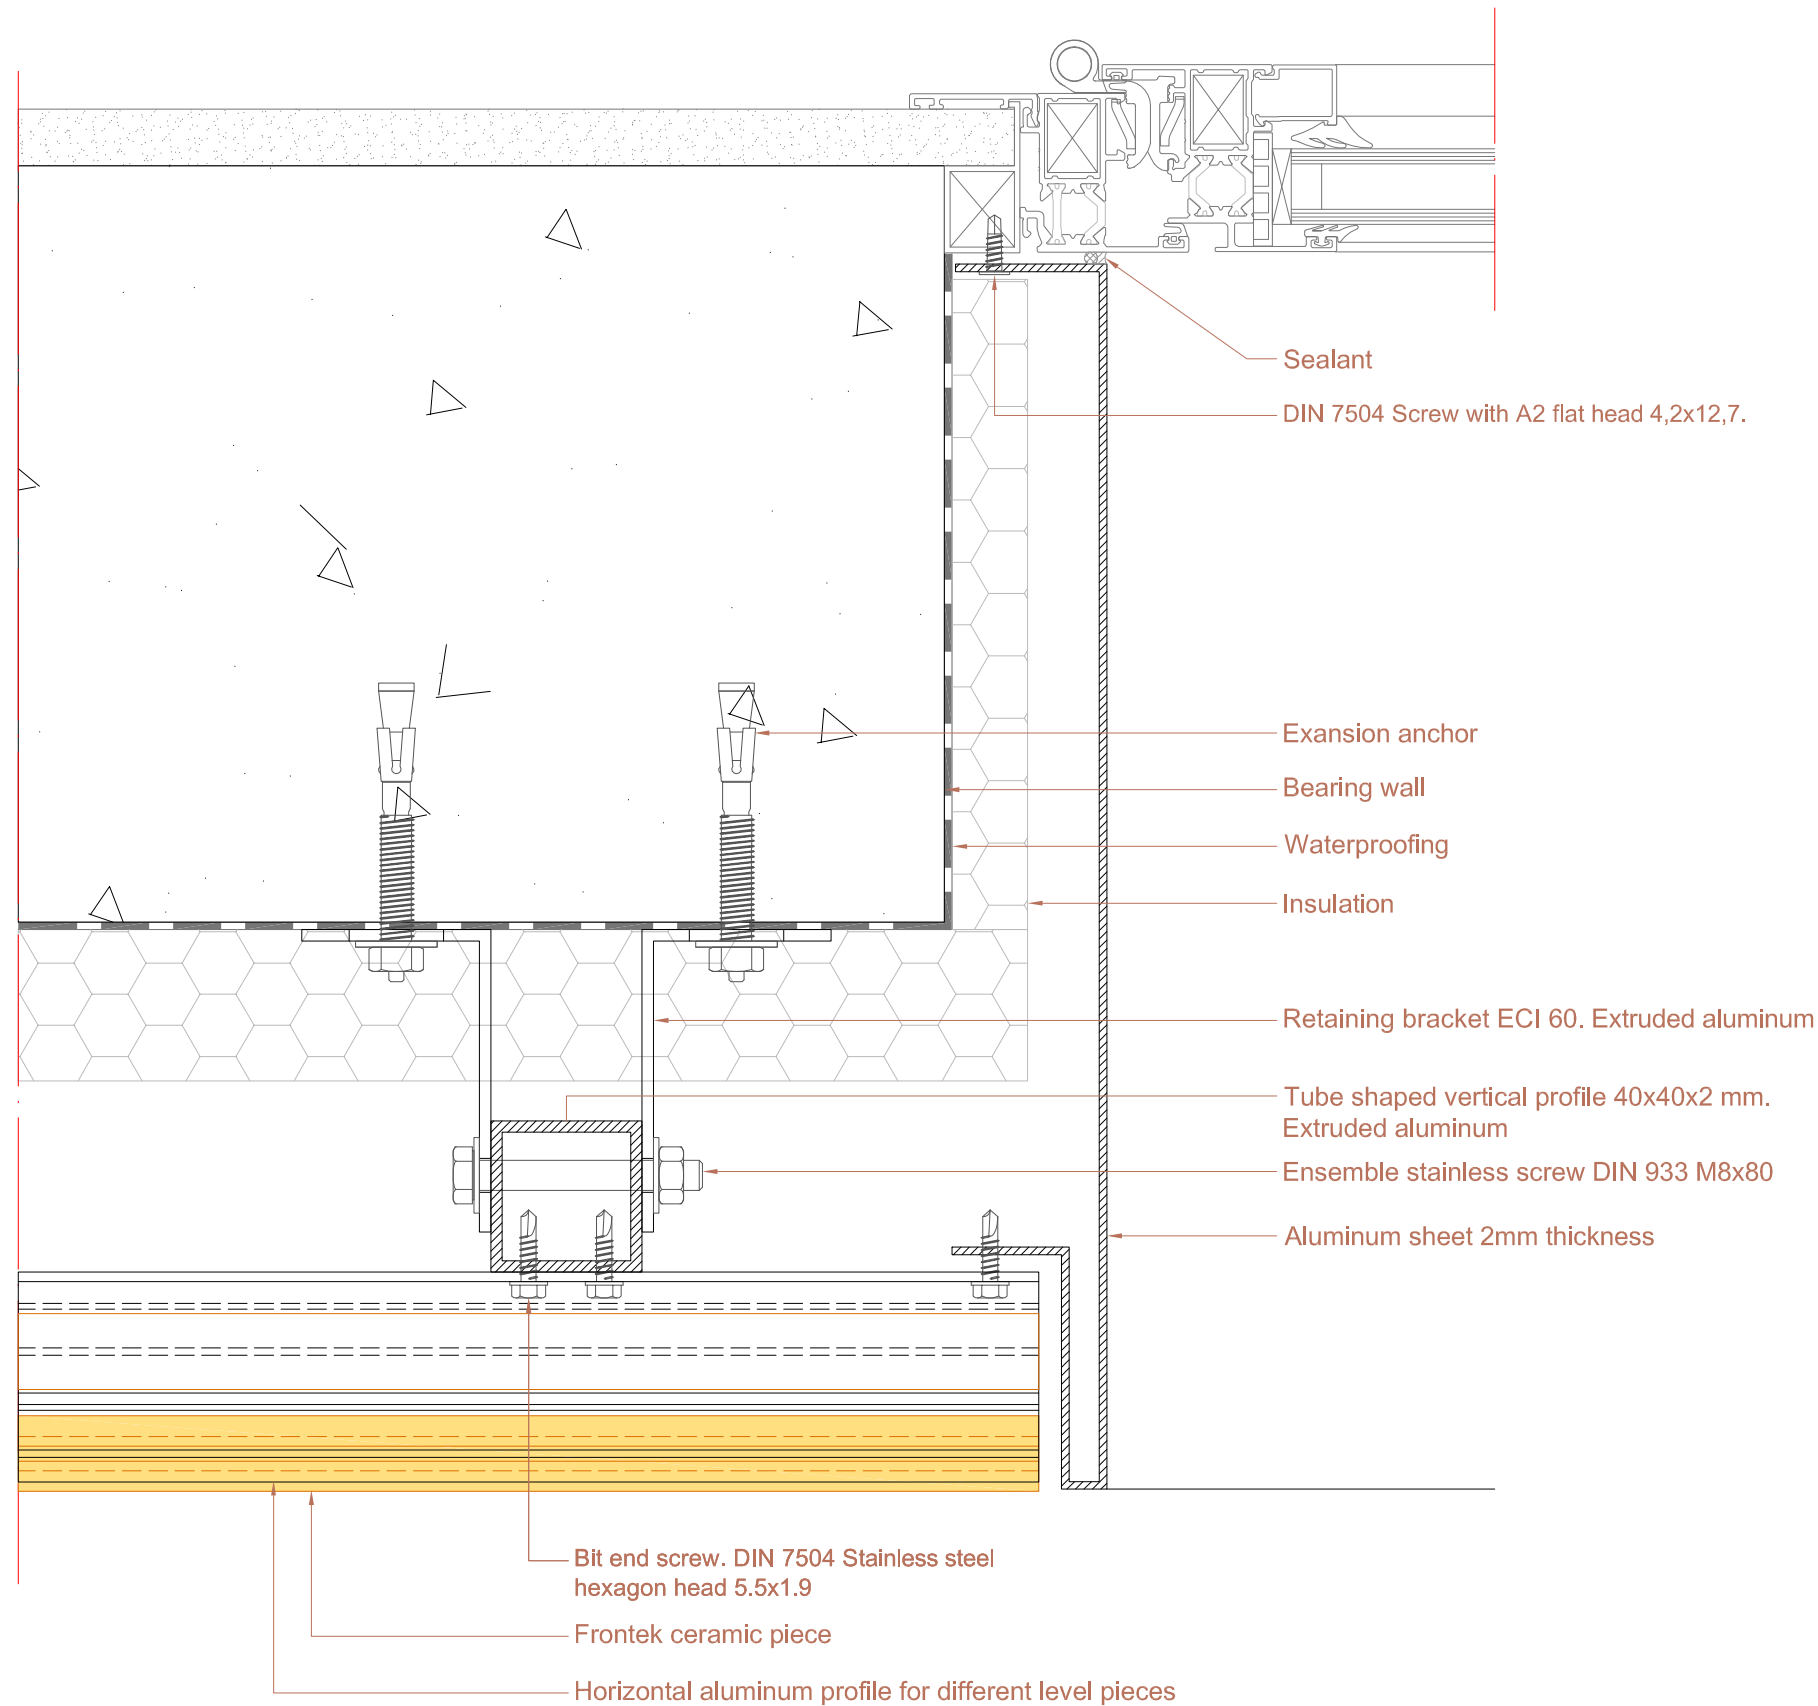 Sealant
DIN 7504 Screw with A2 flat head 4,2x12,7.
Exansion anchor
Bearing wall
Waterproofing
Insulation
Retaining bracket ECI 60. Extruded aluminum
Tube shaped vertical profile 40x40x2 mm.
Extruded aluminum
Ensemble stainless screw DIN 933 M8x80
Aluminum sheet 2mm thickness
Bit end screw. DIN 7504 Stainless steel
hexagon head 5.5x1.9
Frontek ceramic piece
Horizontal aluminum profile for different level pieces